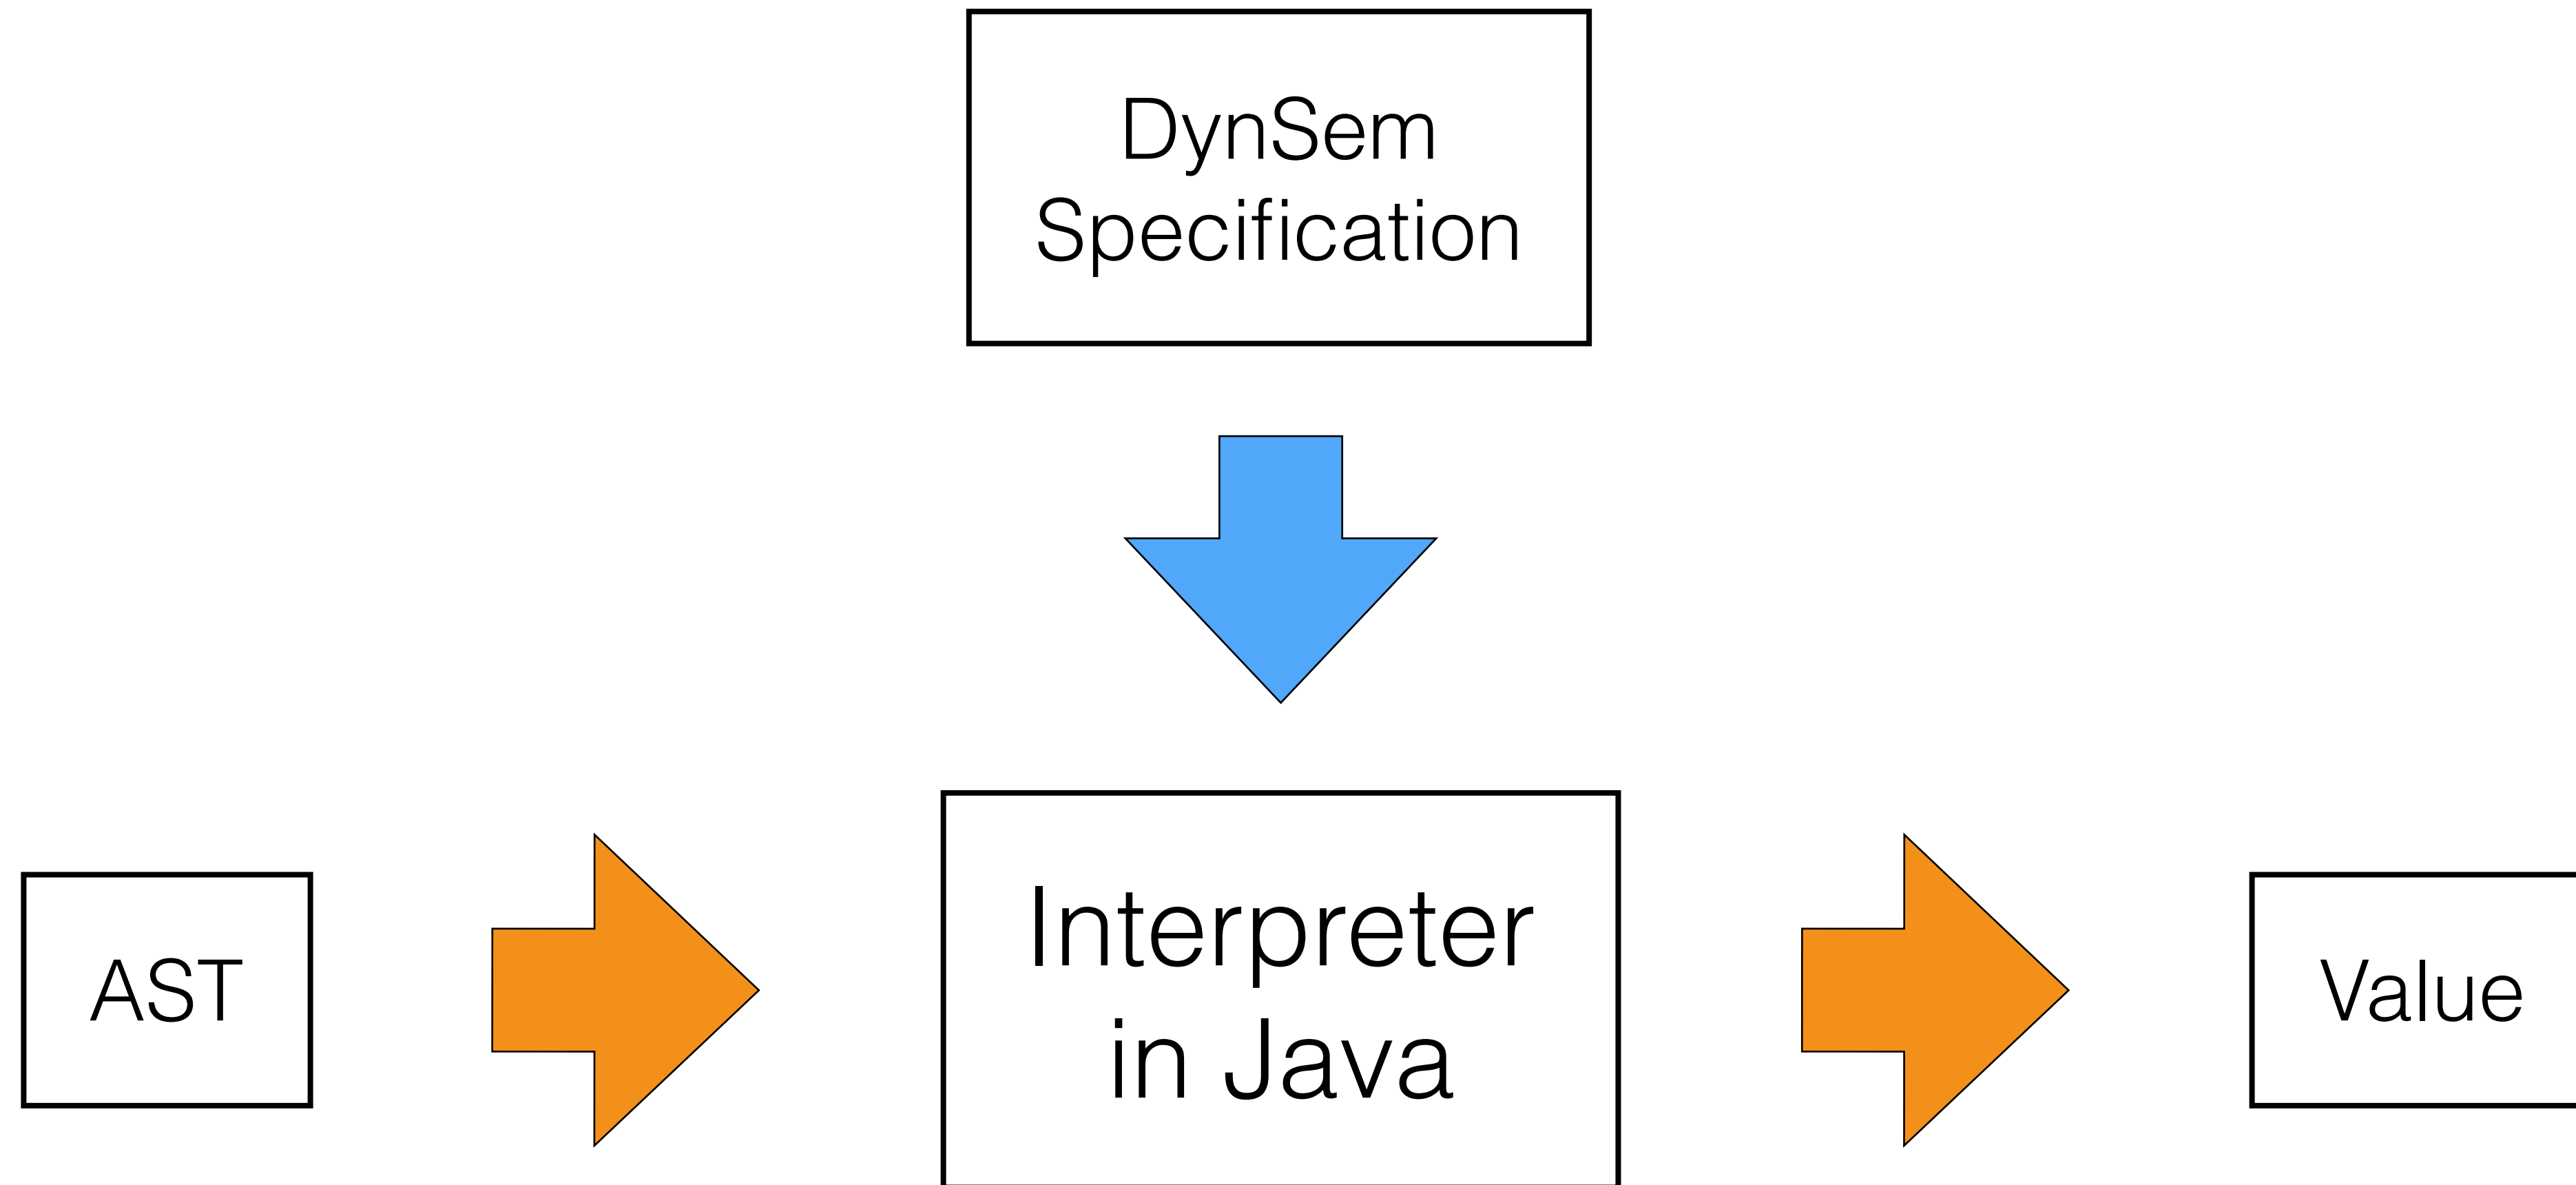 DynSem
Specification
AST
Interpreter
in Java
Value